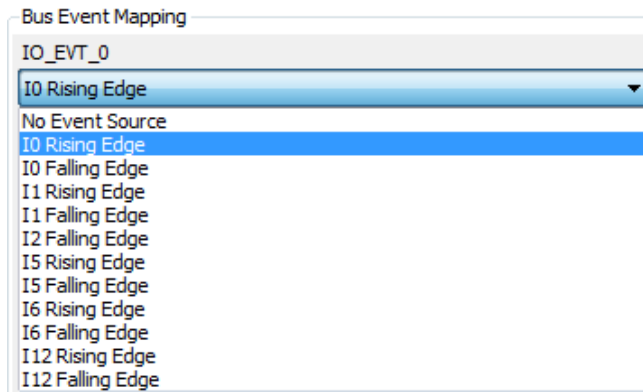 Bus Event Mapping
IO_EVT_0
I0 Rising Edge
No Event Source
I0 Rising Edge
I0 Falling Edge
I1 Rising Edge
I1 Falling Edge
I2 Falling Edge
I5 Rising Edge
I5 Falling Edge
I6 Rising Edge
I6 Falling Edge
I12 Rising Edge
I12 Falling Edge